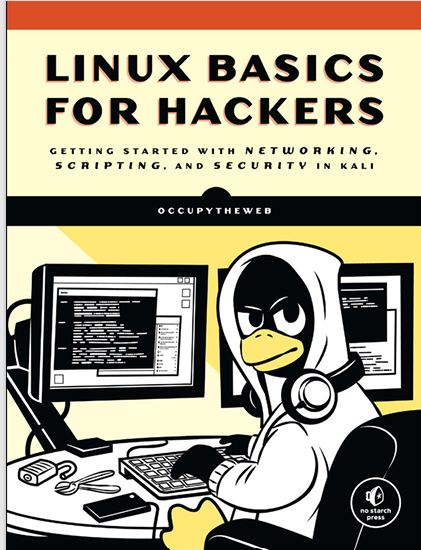 LINUX BASICS
FOR HACKERS
GETTING STARTED WITH NETWORKING,
SCRIPTING, AND SECURITY IN KALI
OCCUPYTHEWEB
no starch
press